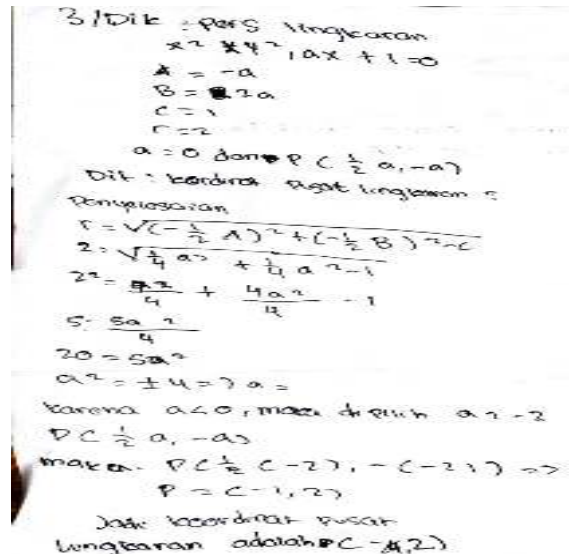 3/Dik : pers lingkaran
x² + y², ax + 1 = 0
A = -a
B = 2a
C = 1
r = 2
a = 0 dan P ( 1/2 a, -a)
Dit : kordinat pusat lingkaran ?
Penyelesaian
r = √(-1/2 A)² + (-1/2 B)² - c
2 = √1/4 a² + 1/4 a² - 1
2² = a²/4 + 4a²/4 - 1
5 = 5a²/4
20 = 5a²
a² = ± 4 => a =
karena a < 0, maka dipilih a = -2
P ( 1/2 a, -a)
maka. P ( 1/2 (-2), -(-2)) =>
P = (-1, 2)
Jadi koordinat pusat
lingkaran adalah P (-1, 2)